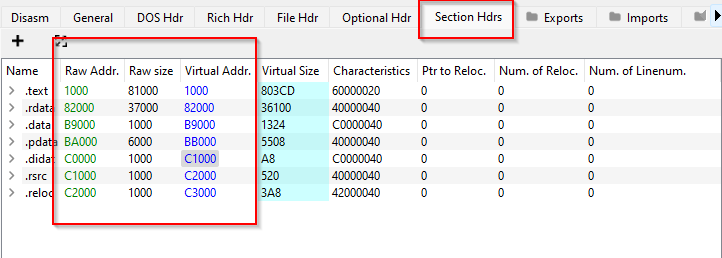 Disasm General DOS Hdr Rich Hdr File Hdr Optional Hdr Section Hdrs Exports Imports
Name Raw Addr. Raw size Virtual Addr. Virtual Size Characteristics Ptr to Reloc. Num. of Reloc. Num. of Linenum.
> .text 1000 81000 1000 803CD 60000020 0 0 0
> .rdata 82000 37000 82000 36100 40000040 0 0 0
> .data B9000 1000 B9000 1324 C0000040 0 0 0
> .pdata BA000 6000 BB000 5508 40000040 0 0 0
> .didat C0000 1000 C1000 A8 C0000040 0 0 0
> .rsrc C1000 1000 C2000 520 40000040 0 0 0
> .reloc C2000 1000 C3000 3A8 42000040 0 0 0